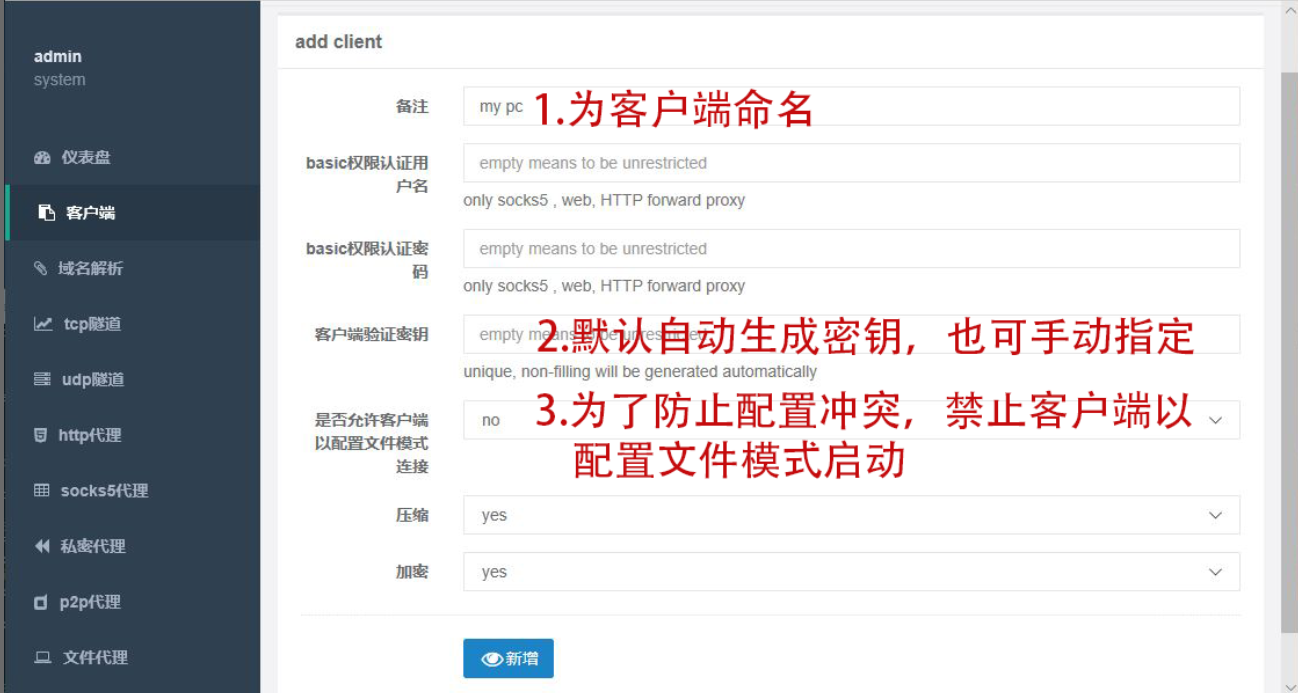 admin
system
仪表盘
客户端
域名解析
tcp隧道
udp隧道
http代理
socks5代理
私密代理
p2p代理
文件代理
add client
备注
my pc
1.为客户端命名
basic权限认证用
户名
empty means to be unrestricted
only socks5 , web, HTTP forward proxy
basic权限认证密
码
empty means to be unrestricted
only socks5 , web, HTTP forward proxy
客户端验证密钥
empty means to be unrestricted
2.默认自动生成密钥，也可手动指定
unique, non-filling will be generated automatically
是否允许客户端
以配置文件模式
连接
no
3.为了防止配置冲突，禁止客户端以
配置文件模式启动
压缩
yes
加密
yes
新增